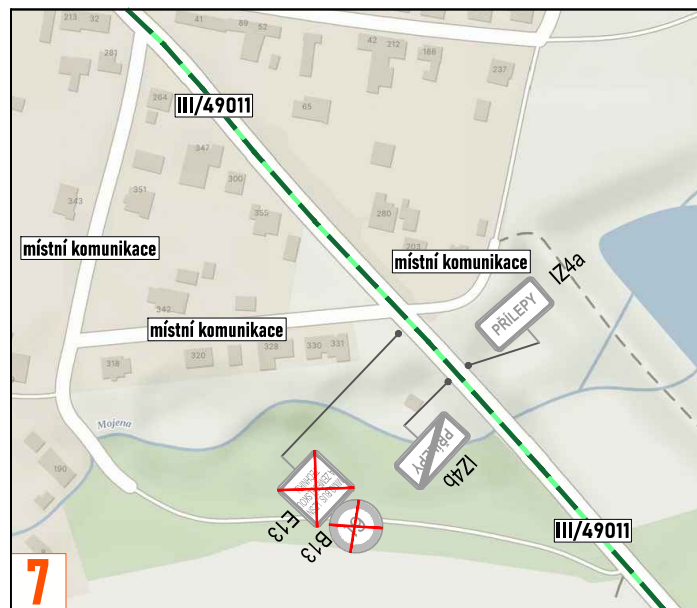 213
32
41
89
52
42
212
186
237
281
264
III/49011
65
347
351
300
343
355
280
203
místní komunikace
místní komunikace
IZ4a
PŘÍLEPY
342
místní komunikace
318
320
328
330
331
Mojena
PŘÍLEPY
IZ4b
190
E13
B13
III/49011
7